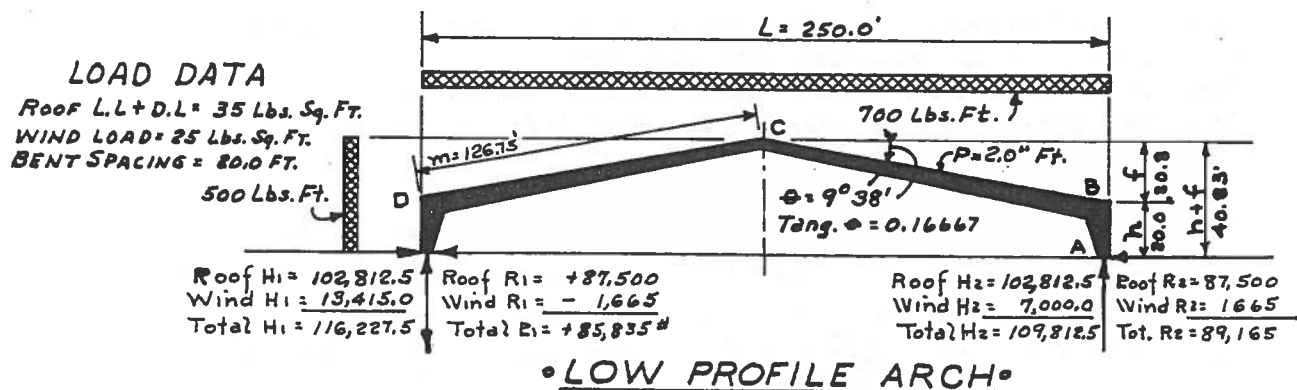 L = 250.0'
LOAD DATA
ROOF L.L + D.L = 35 Lbs. Sq. FT.
WIND LOAD = 25 Lbs. Sq. FT.
BENT SPACING = 20.0 FT.
500 Lbs. Ft.
700 Lbs. Ft.
m = 126.75'
C
P = 2.0" Ft.
D
B
θ = 9° 38'
Tang. θ = 0.16667
f
20.8
h
20.0
h+f
40.83'
A
Roof H1 = 102,812.5
Wind H1 = 13,415.0
Total H1 = 116,227.5
Roof R1 = +87,500
Wind R1 = - 1,665
Total R1 = +85,835 #
Roof H2 = 102,812.5
Wind H2 = 7,000.0
Total H2 = 109,812.5
Roof R2 = 87,500
Wind R2 = 1665
Tot. R2 = 89,165
• LOW PROFILE ARCH •